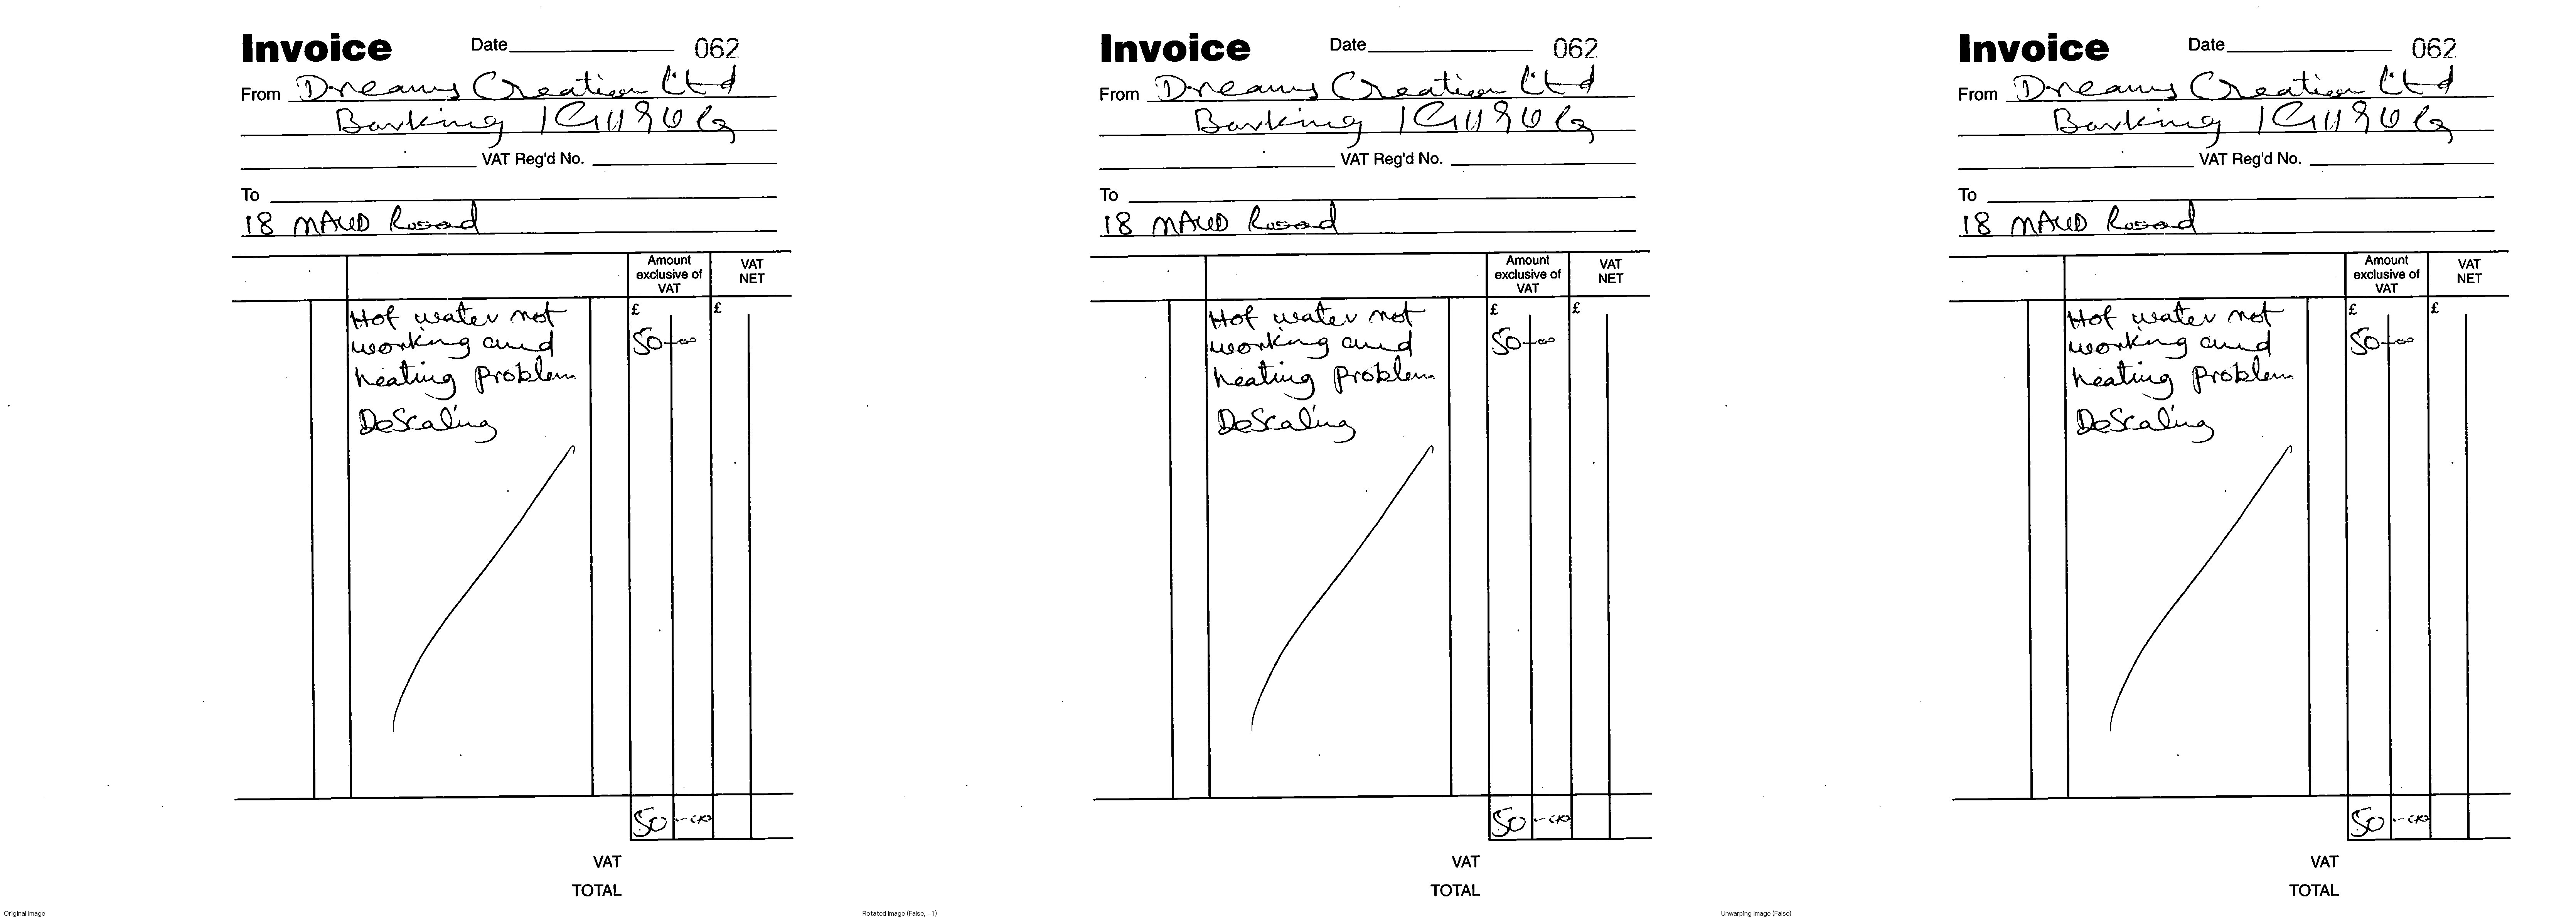 Invoice Date 062
From Dreams Creation Ltd
Barking IG11
VAT Reg'd No.
To
18 MAUD Road
Amount exclusive of VAT VAT NET
£ £
Hot water not
working and 50-00
heating problem
DeScaling
50
VAT
TOTAL
Invoice Date 062
From Dreams Creation Ltd
Barking IG11
VAT Reg'd No.
To
18 MAUD Road
Amount exclusive of VAT VAT NET
£ £
Hot water not
working and 50-00
heating problem
DeScaling
50
VAT
TOTAL
Invoice Date 062
From Dreams Creation Ltd
Barking IG11
VAT Reg'd No.
To
18 MAUD Road
Amount exclusive of VAT VAT NET
£ £
Hot water not
working and 50-00
heating problem
DeScaling
50
VAT
TOTAL
Original Image
Rotated Image (False, -1)
Unwarping Image (False)